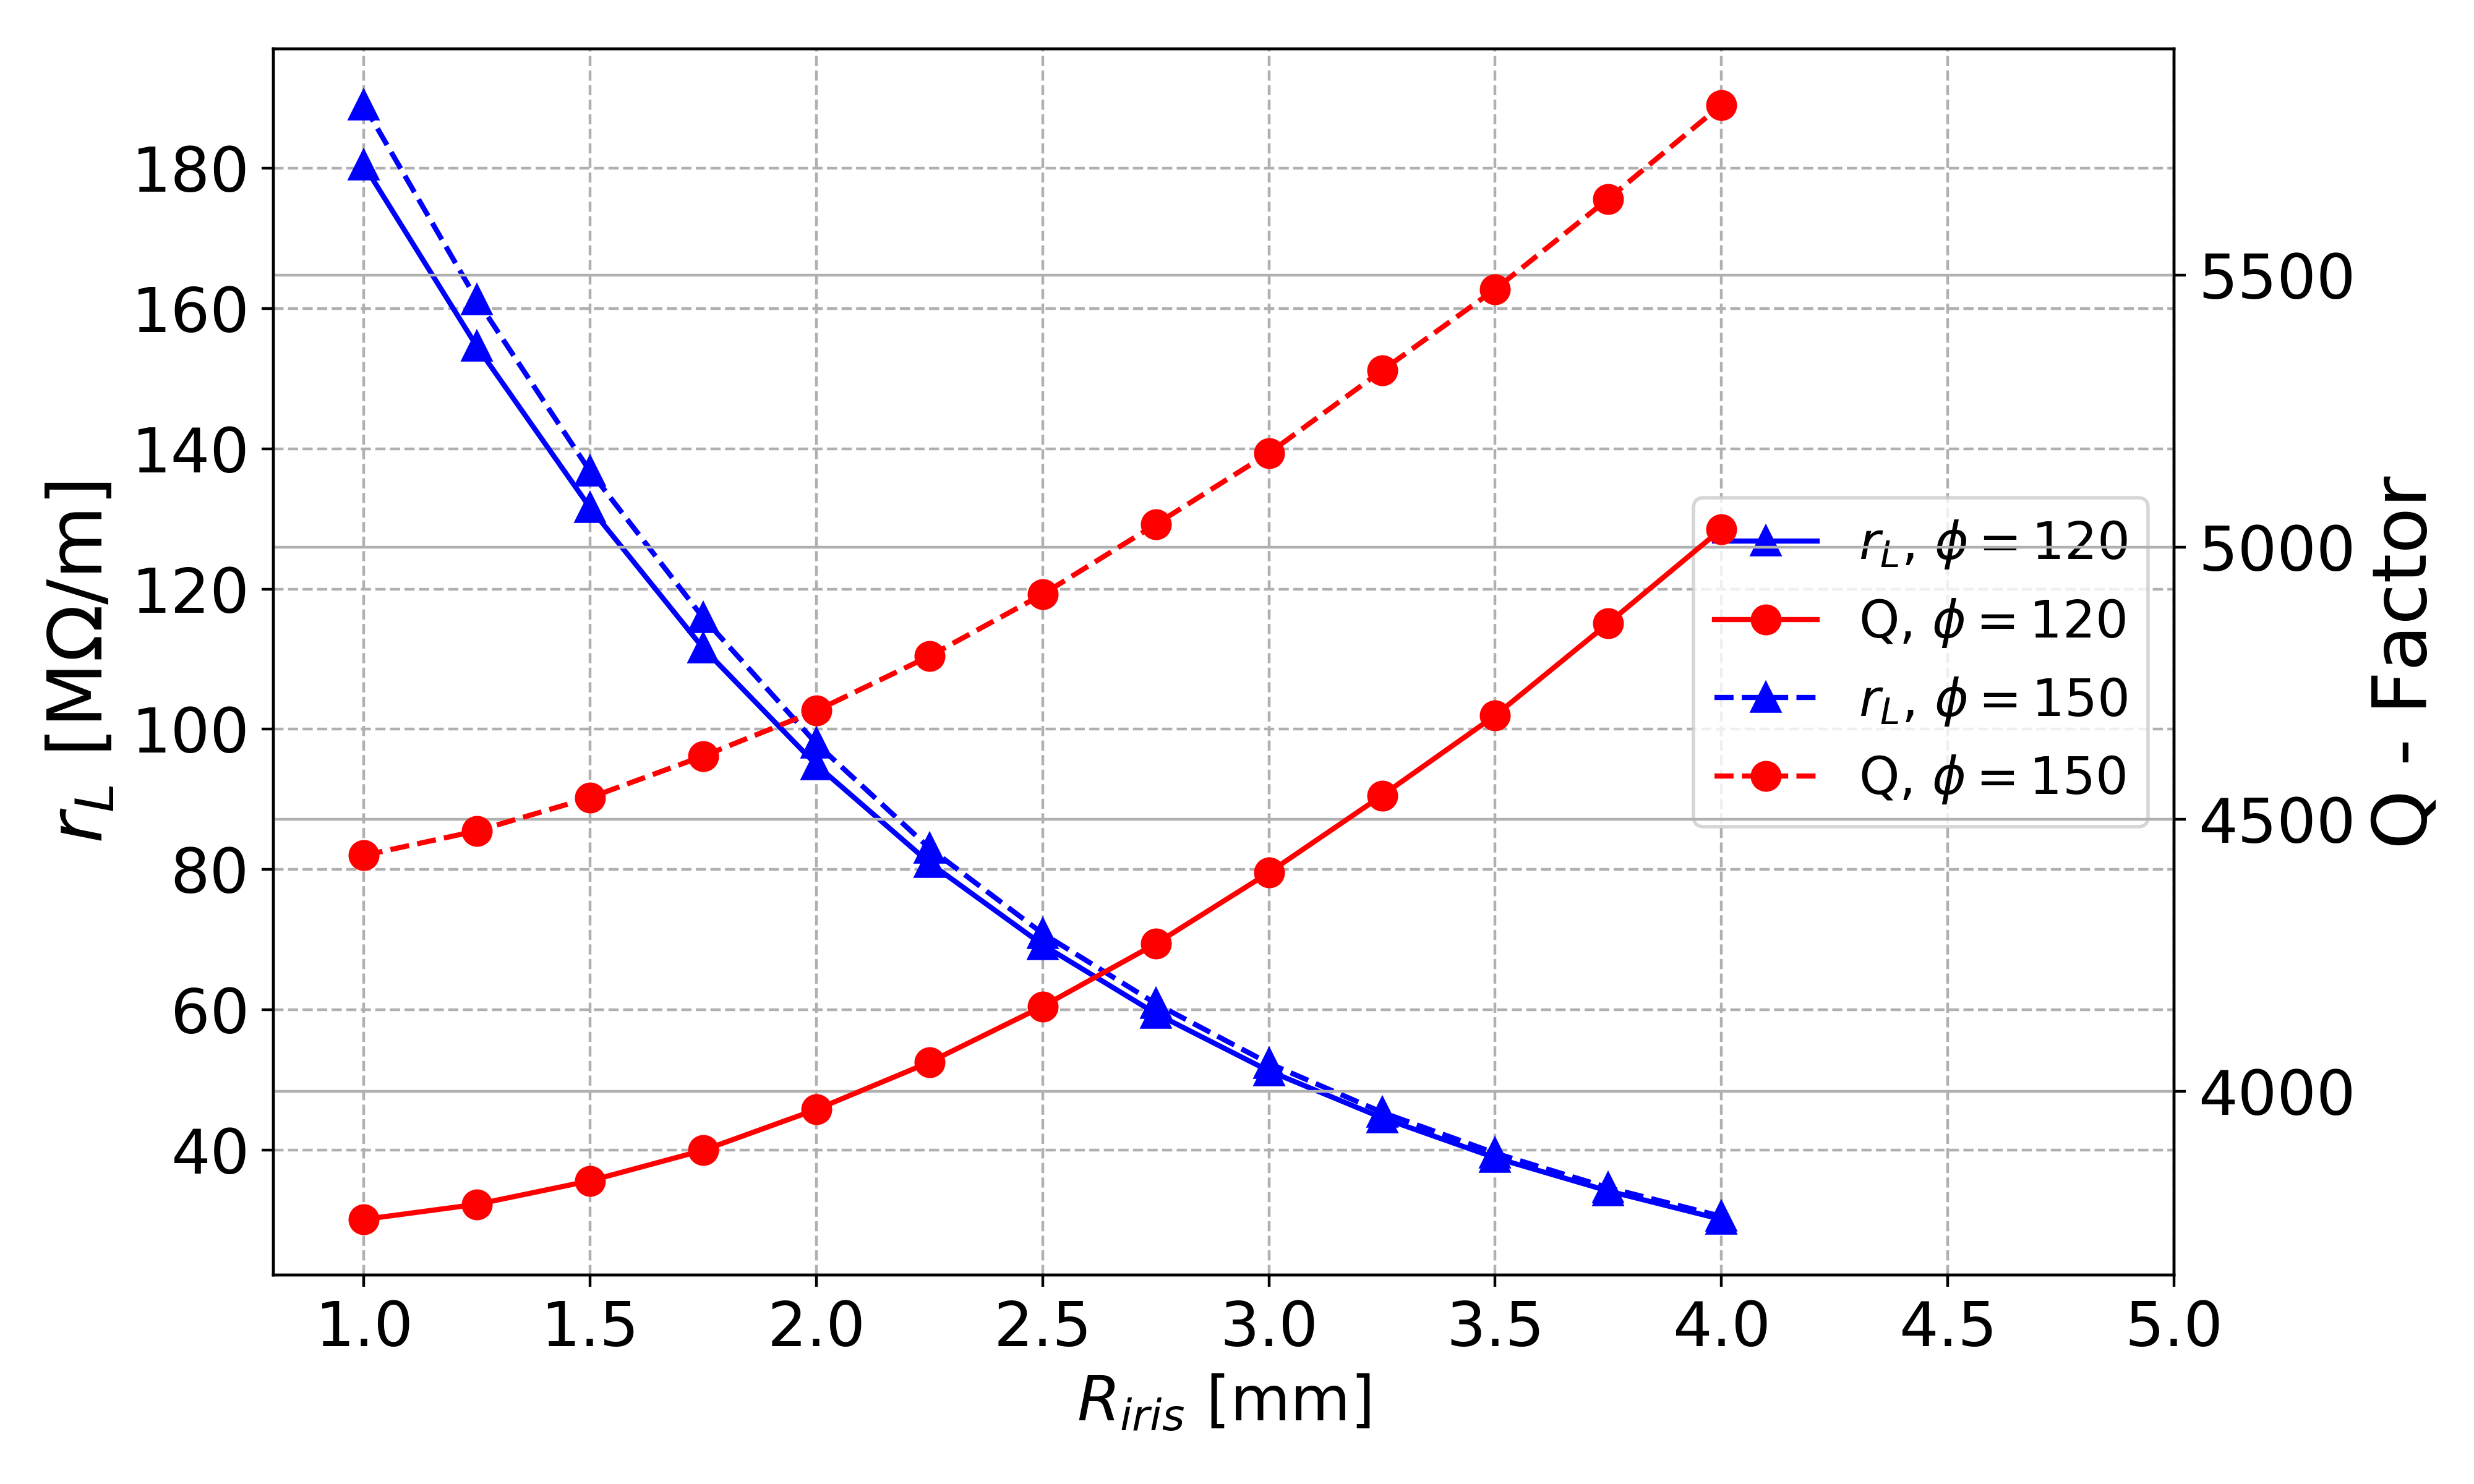 r_L [MΩ/m]
180
160
140
120
100
80
60
40
5500
5000
4500
4000
Q - Factor
r_L, ϕ = 120
Q, ϕ = 120
r_L, ϕ = 150
Q, ϕ = 150
1.0 1.5 2.0 2.5 3.0 3.5 4.0 4.5 5.0
R_iris [mm]